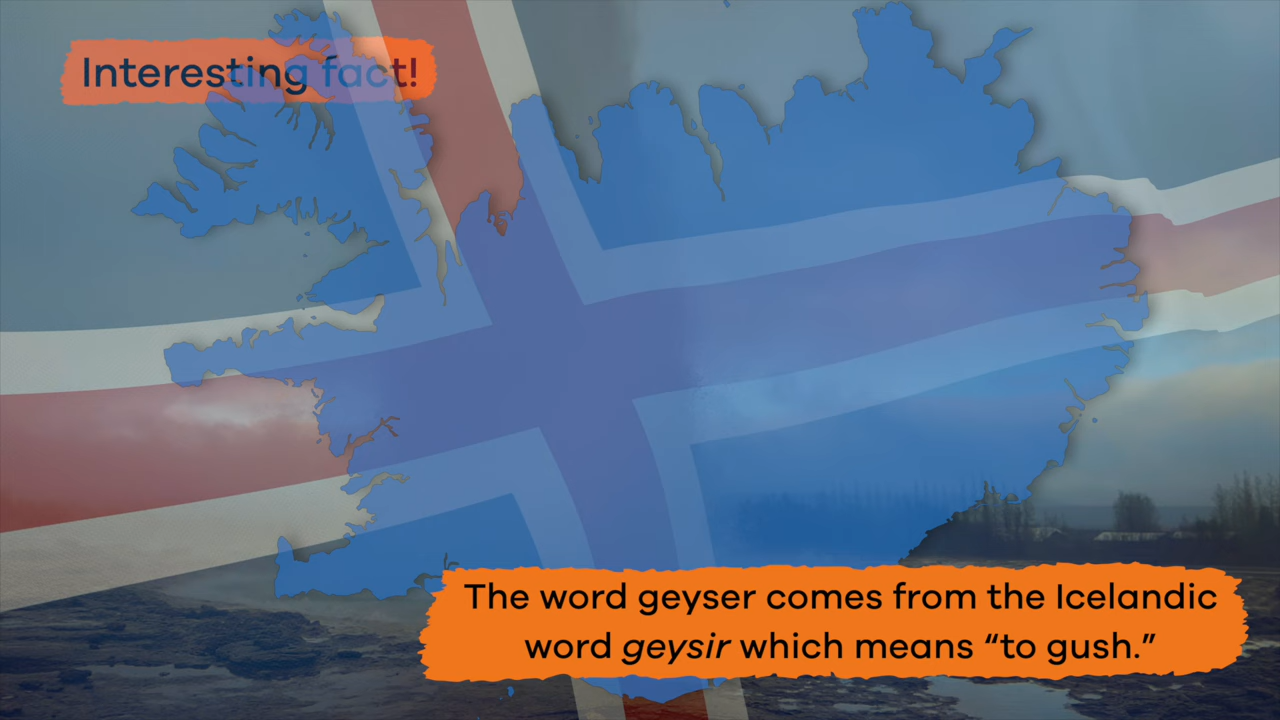 Interesting fact!
The word geyser comes from the Icelandic
word geysir which means “to gush.”